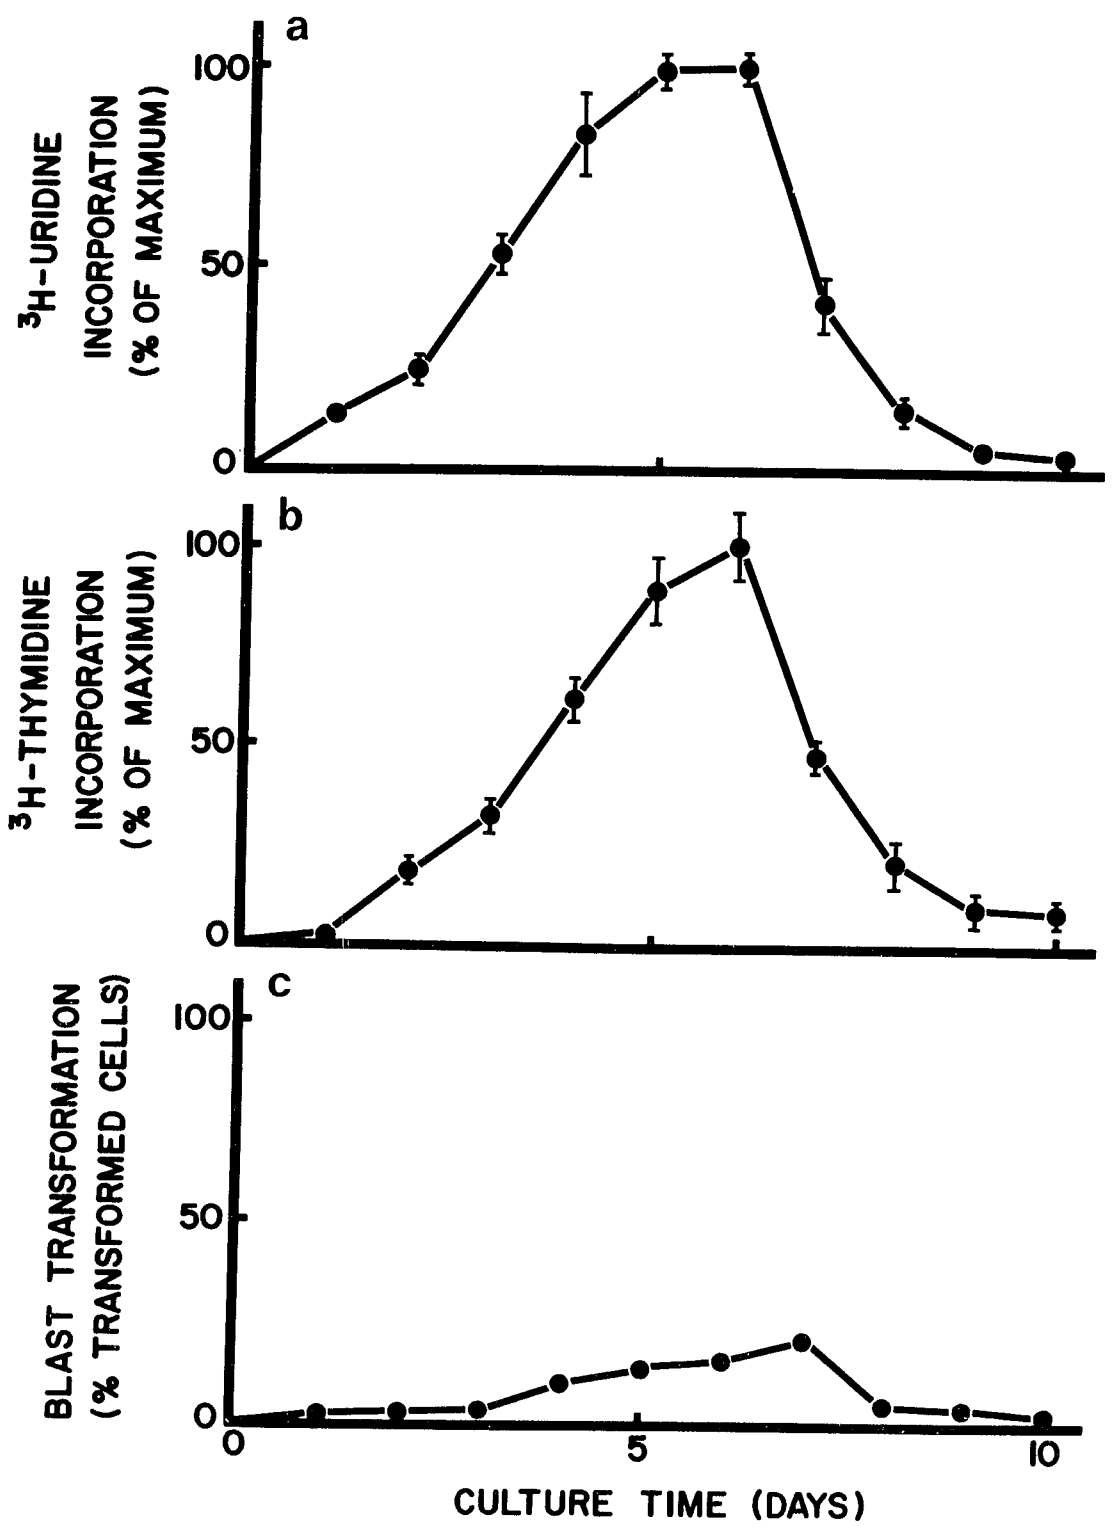 a
³H-URIDINE
INCORPORATION
(% OF MAXIMUM)
100
50
0
b
³H-THYMIDINE
INCORPORATION
(% OF MAXIMUM)
100
50
0
c
BLAST TRANSFORMATION
(% TRANSFORMED CELLS)
100
50
0
0 5 10
CULTURE TIME (DAYS)